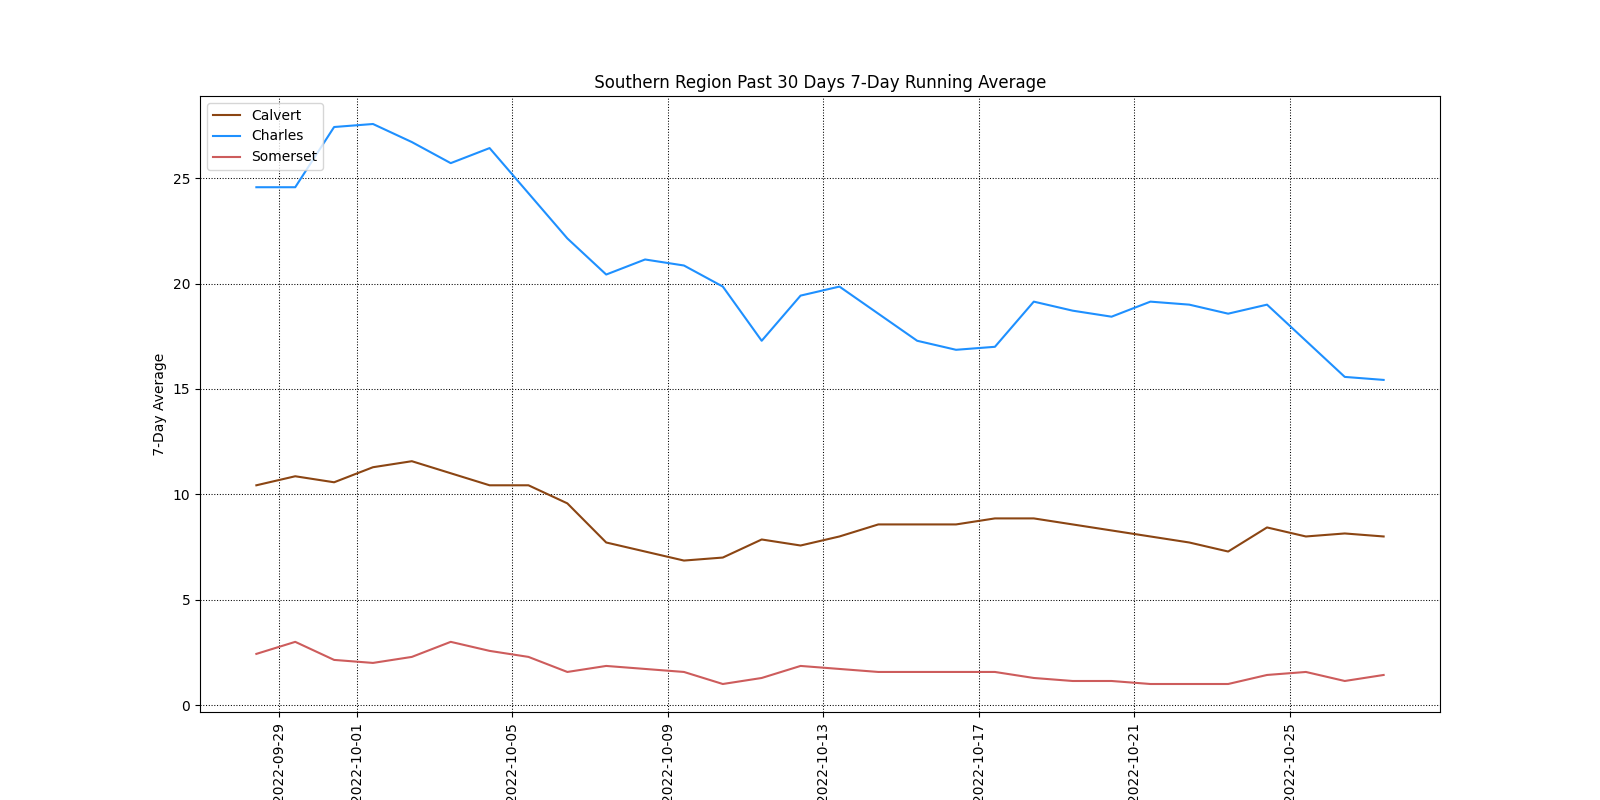 Southern Region Past 30 Days 7-Day Running Average
Calvert
Charles
Somerset
7-Day Average
25
20
15
10
5
0
2022-09-29
2022-10-01
2022-10-05
2022-10-09
2022-10-13
2022-10-17
2022-10-21
2022-10-25